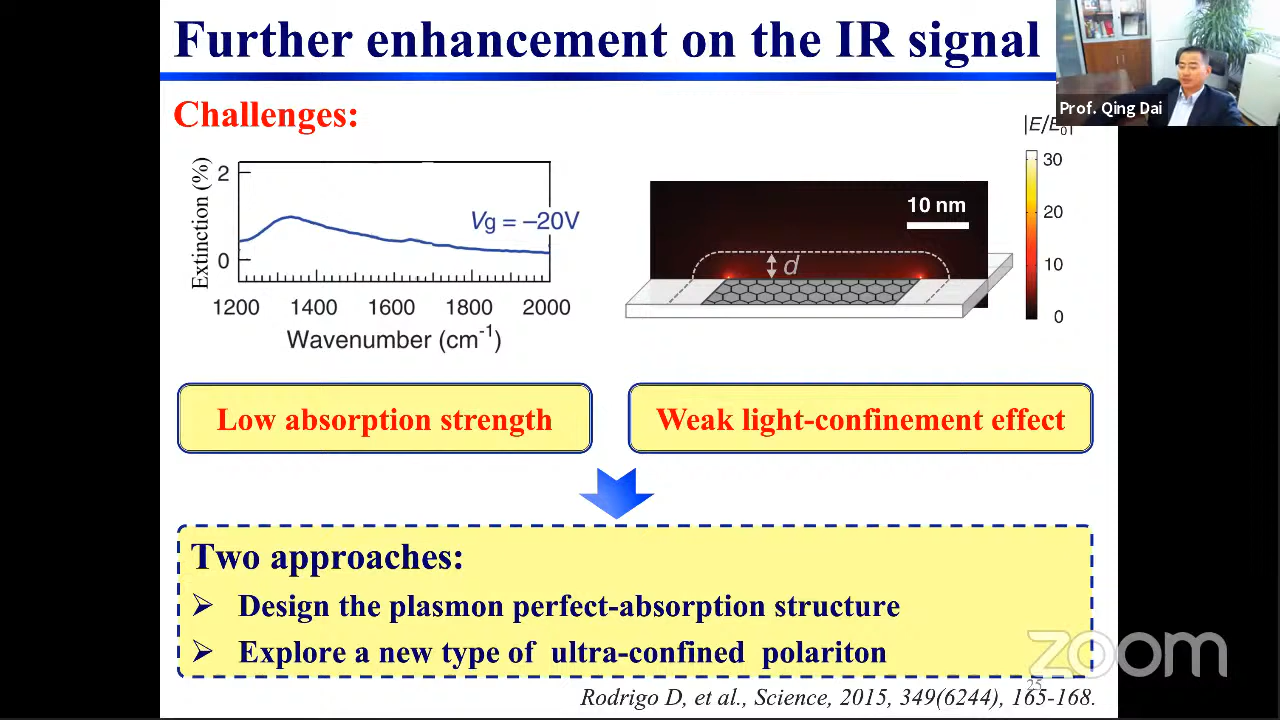 Further enhancement on the IR signal
Prof. Qing Dai
Challenges:
|E/E₀|
30
20
10
0
Extinction (%)
2
0
Vg = –20V
1200 1400 1600 1800 2000
Wavenumber (cm⁻¹)
10 nm
d
Low absorption strength
Weak light-confinement effect
Two approaches:
➢ Design the plasmon perfect-absorption structure
➢ Explore a new type of ultra-confined polariton
zoom
25
Rodrigo D, et al., Science, 2015, 349(6244), 165-168.